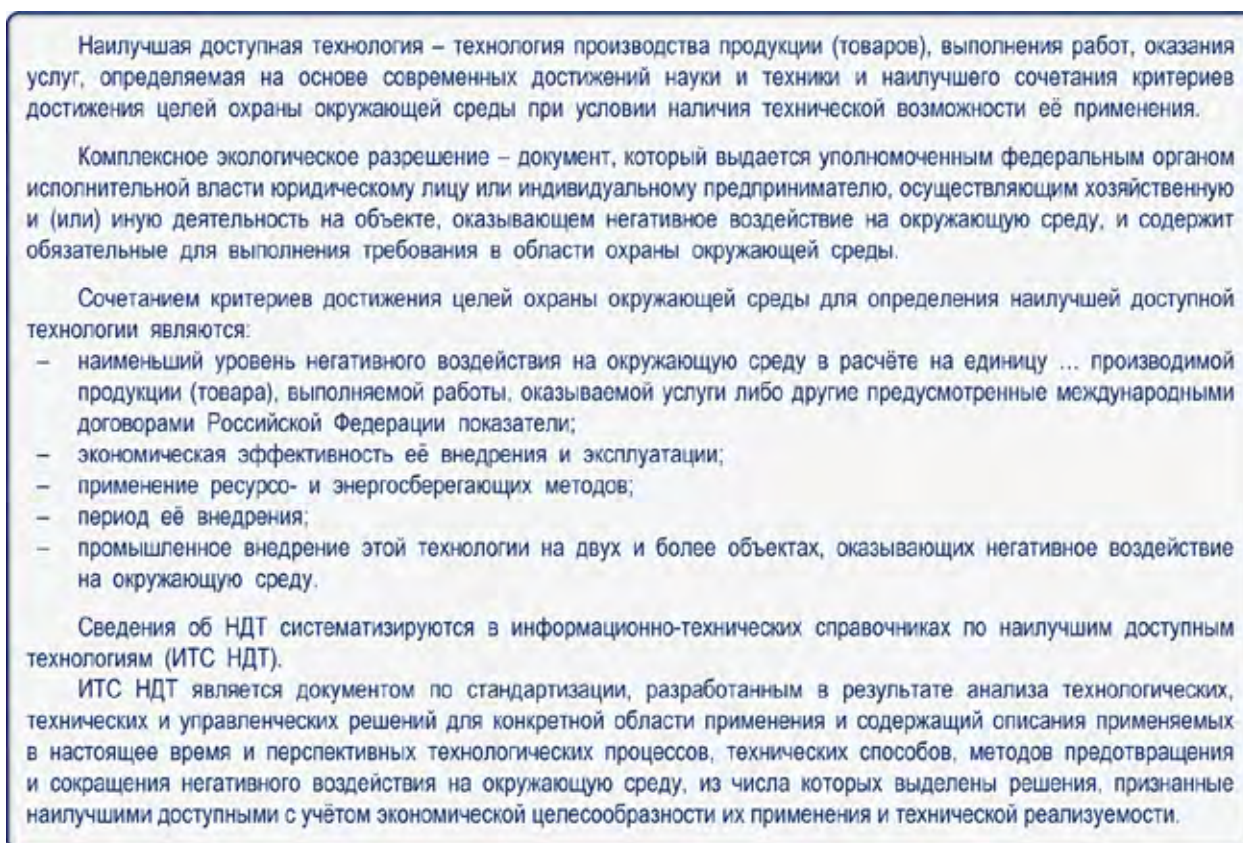 Наилучшая доступная технология – технология производства продукции (товаров), выполнения работ, оказания
услуг, определяемая на основе современных достижений науки и техники и наилучшего сочетания критериев
достижения целей охраны окружающей среды при условии наличия технической возможности её применения.
Комплексное экологическое разрешение – документ, который выдается уполномоченным федеральным органом
исполнительной власти юридическому лицу или индивидуальному предпринимателю, осуществляющим хозяйственную
и (или) иную деятельность на объекте, оказывающем негативное воздействие на окружающую среду, и содержит
обязательные для выполнения требования в области охраны окружающей среды.
Сочетанием критериев достижения целей охраны окружающей среды для определения наилучшей доступной
технологии являются:
– наименьший уровень негативного воздействия на окружающую среду в расчёте на единицу ... производимой
продукции (товара), выполняемой работы, оказываемой услуги либо другие предусмотренные международными
договорами Российской Федерации показатели;
– экономическая эффективность её внедрения и эксплуатации;
– применение ресурсо- и энергосберегающих методов;
– период её внедрения;
– промышленное внедрение этой технологии на двух и более объектах, оказывающих негативное воздействие
на окружающую среду.
Сведения об НДТ систематизируются в информационно-технических справочниках по наилучшим доступным
технологиям (ИТС НДТ).
ИТС НДТ является документом по стандартизации, разработанным в результате анализа технологических,
технических и управленческих решений для конкретной области применения и содержащий описания применяемых
в настоящее время и перспективных технологических процессов, технических способов, методов предотвращения
и сокращения негативного воздействия на окружающую среду, из числа которых выделены решения, признанные
наилучшими доступными с учётом экономической целесообразности их применения и технической реализуемости.